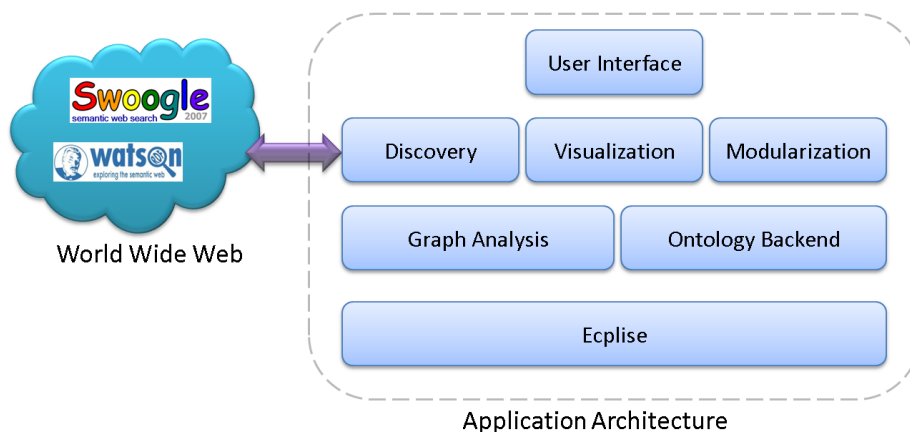 Swoogle
semantic web search 2007
watson
exploring the semantic web
World Wide Web
User Interface
Discovery
Visualization
Modularization
Graph Analysis
Ontology Backend
Ecplise
Application Architecture